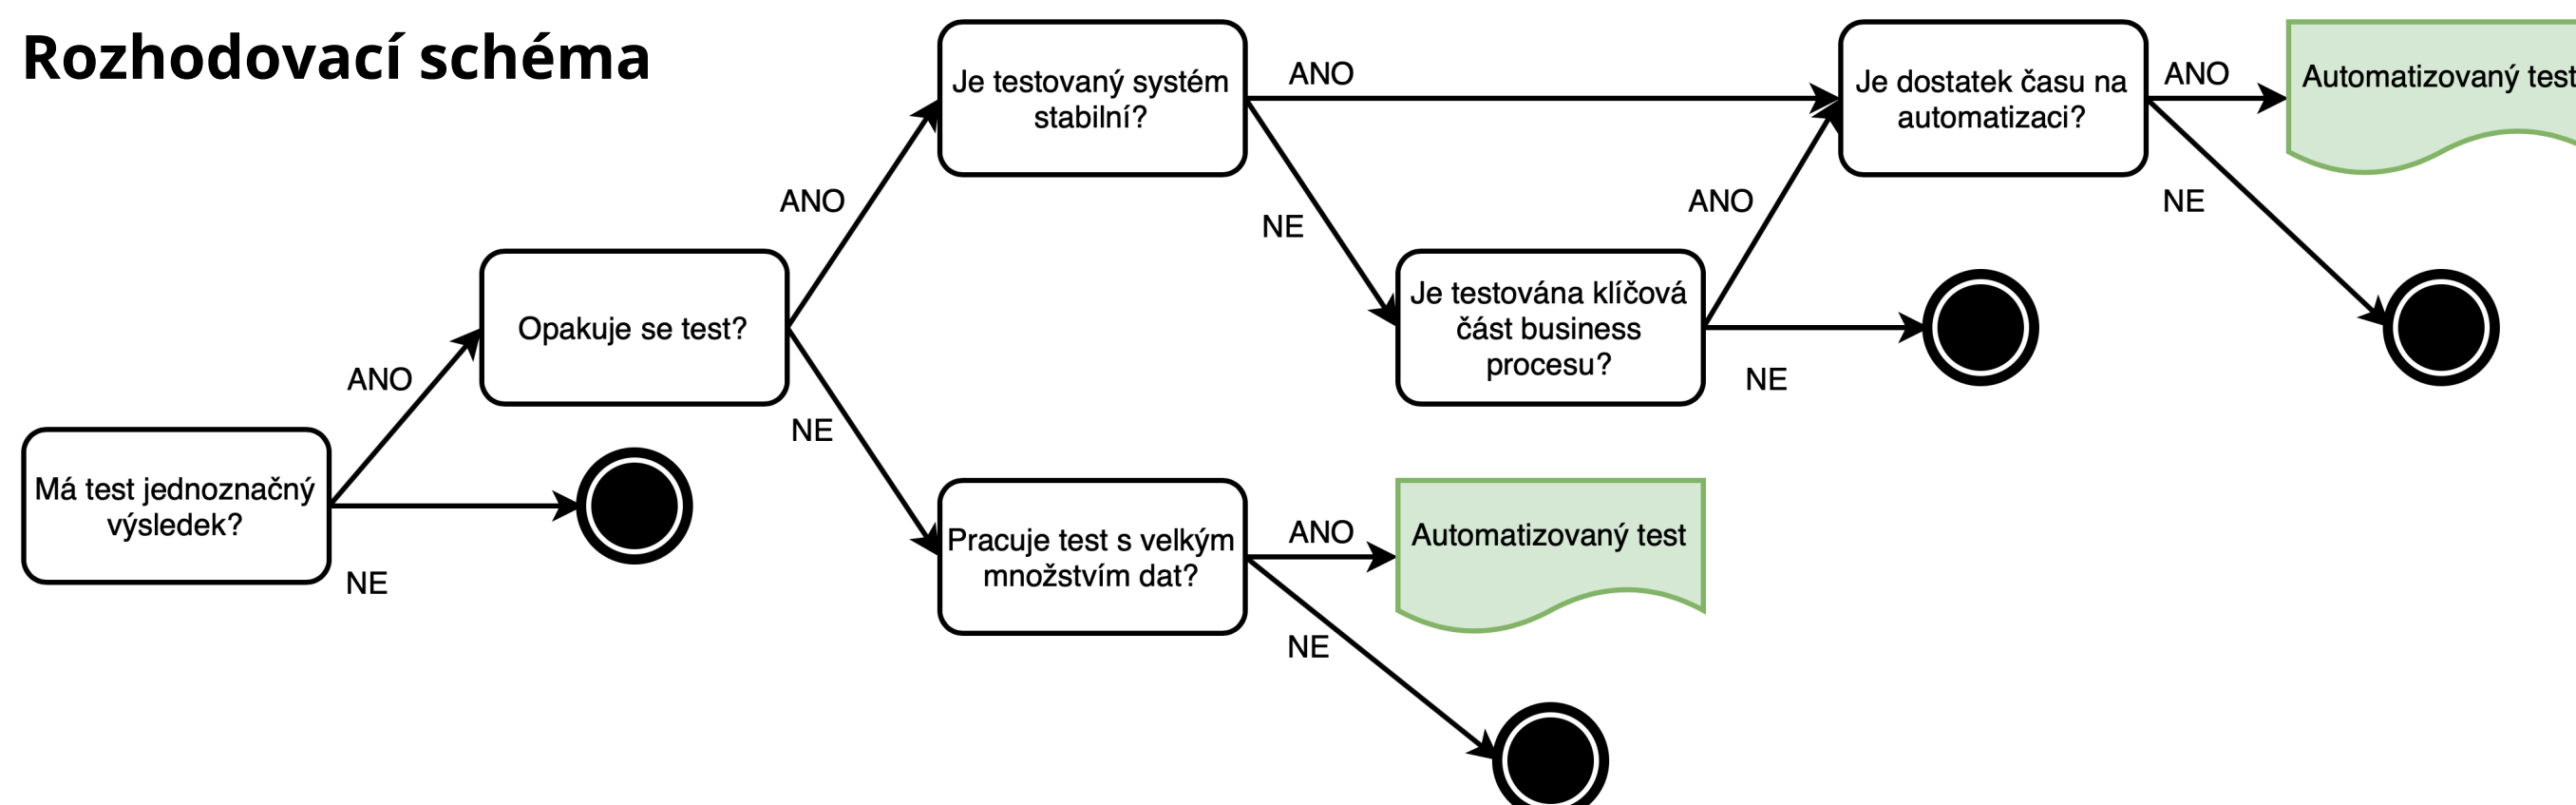 Rozhodovací schéma
Je testovaný systém
stabilní?
ANO
Je dostatek času na
automatizaci?
ANO
Automatizovaný test
ANO
NE
ANO
NE
Opakuje se test?
Je testována klíčová
část business
procesu?
ANO
NE
NE
Má test jednoznačný
výsledek?
NE
Pracuje test s velkým
množstvím dat?
ANO
Automatizovaný test
NE